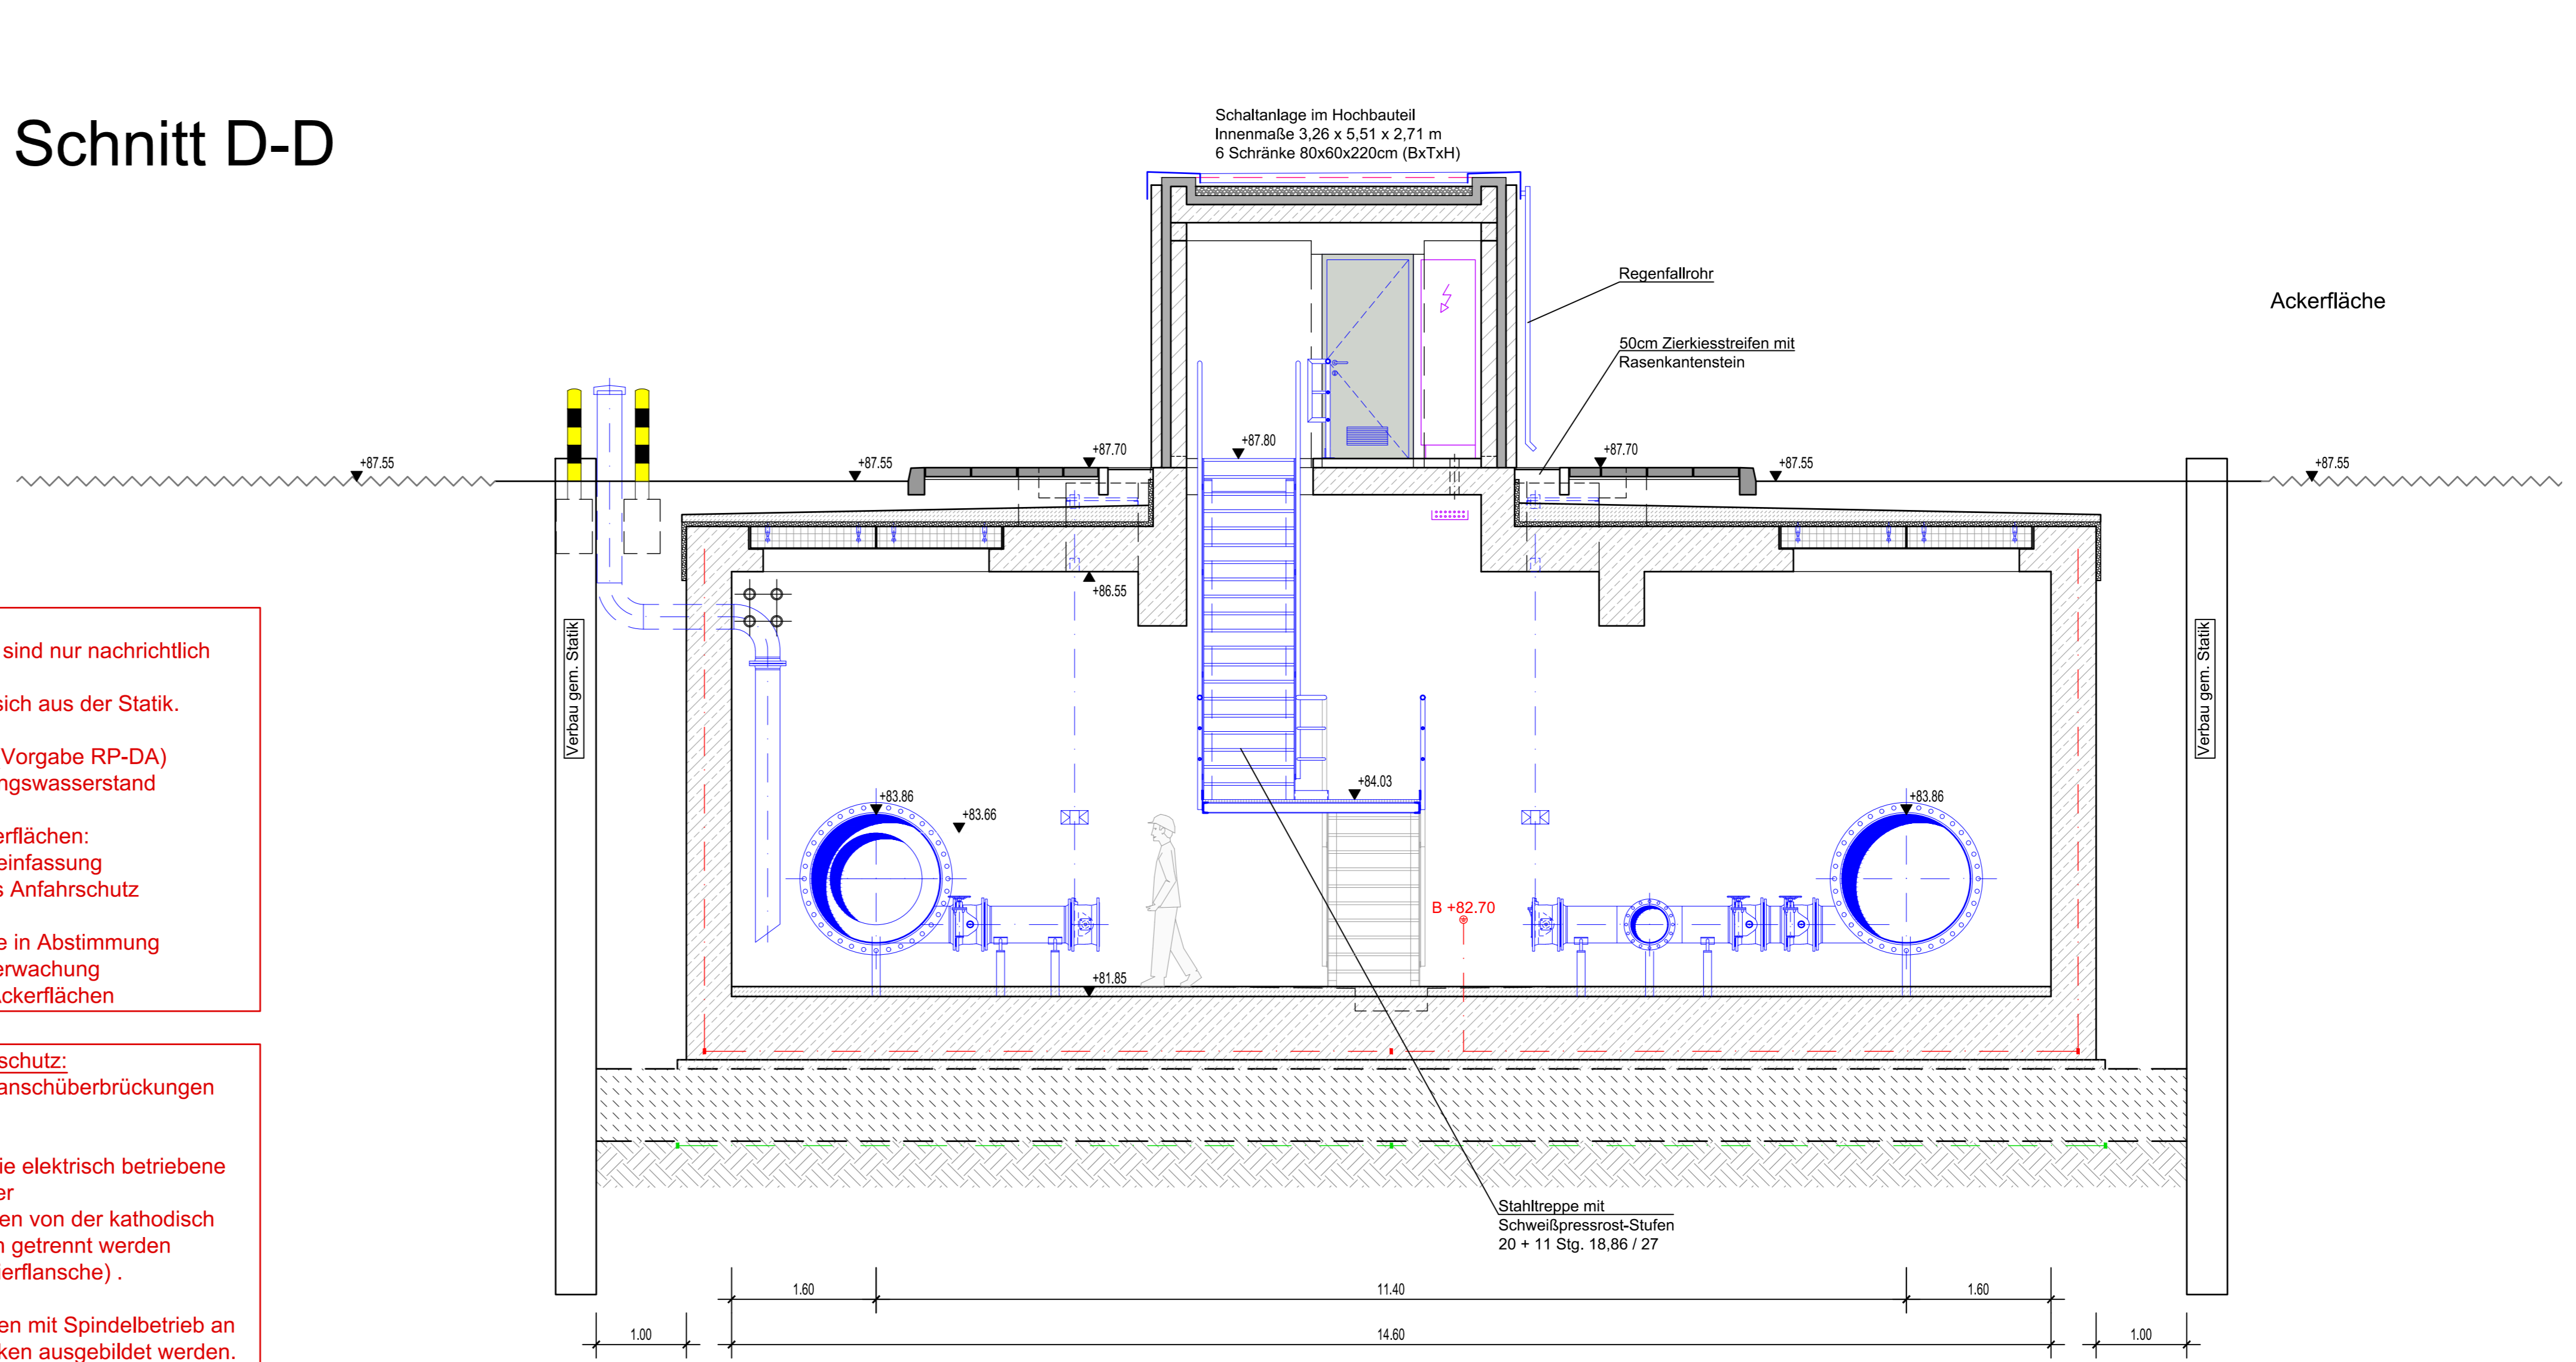 Schnitt D-D
Schaltanlage im Hochbauteil
Innenmaße 3,26 x 5,51 x 2,71 m
6 Schränke 80x60x220cm (BxTxH)
Regenfallrohr
Ackerfläche
50cm Zierkiesstreifen mit
Rasenkantenstein
+87.80
+87.70
+87.70
+87.55
+87.55
+87.55
+87.55
+86.55
Verbau gem. Statik
Verbau gem. Statik
sind nur nachrichtlich
sich aus der Statik.
Vorgabe RP-DA)
ngswasserstand
erflächen:
einfassung
s Anfahrschutz
e in Abstimmung
erwachung
Ackerflächen
+84.03
+83.86
+83.66
+83.86
B +82.70
+81.85
schutz:
anschüberbrückungen
ie elektrisch betriebene
er
en von der kathodisch
n getrennt werden
ierflansche) .
en mit Spindelbetrieb an
ken ausgebildet werden.
Stahltreppe mit
Schweißpressrost-Stufen
20 + 11 Stg. 18,86 / 27
1.60
11.40
1.60
1.00
14.60
1.00